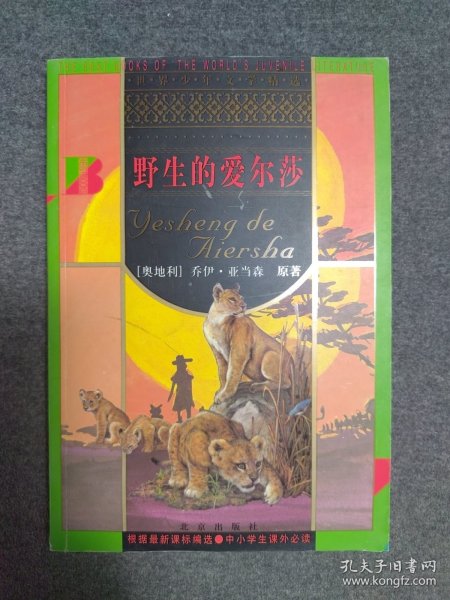 THE BEST BOOKS OF THE WORLD'S JUVENILE LITERATURE
世界少年文学精选
野生的爱尔莎
Yesheng de
Aiersha
[奥地利] 乔伊·亚当森 原著
北京出版社
根据最新课标编选●中小学生课外必读
孔夫子旧书网
www.kongfz.com